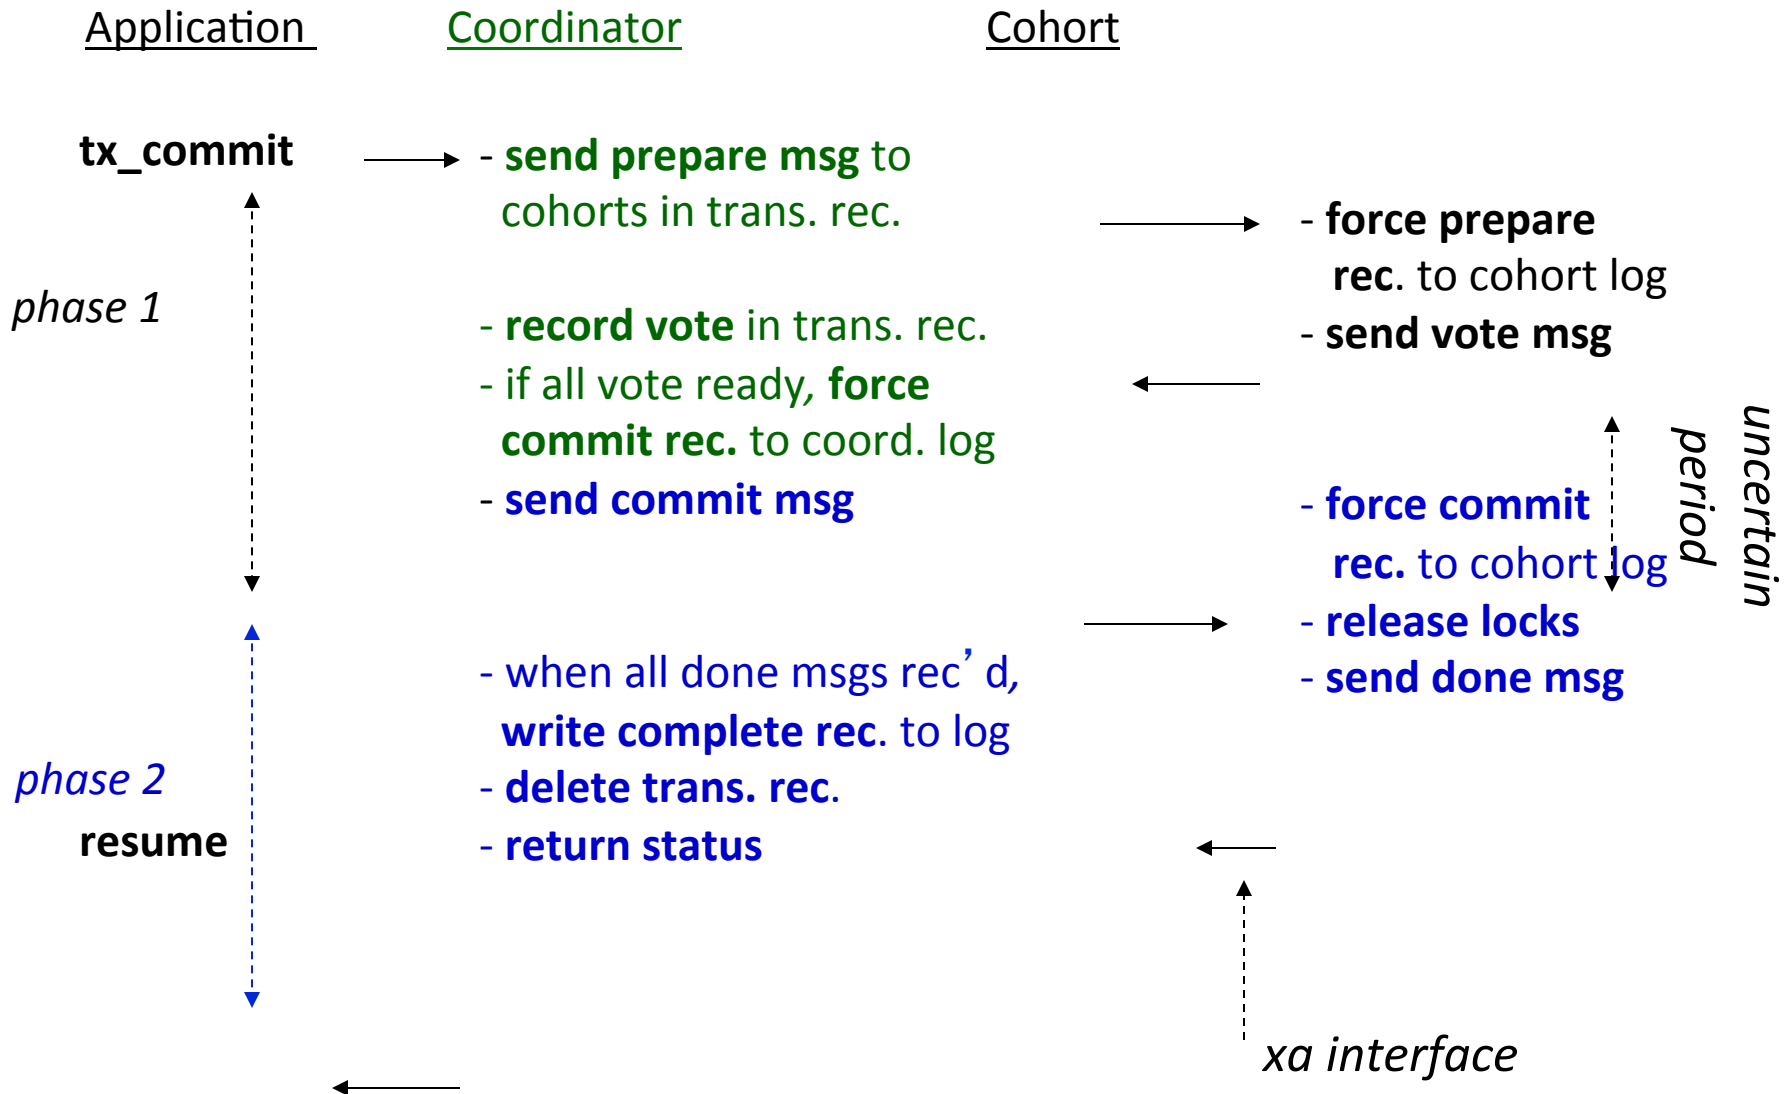 Application
Coordinator
Cohort
tx_commit
- send prepare msg to
cohorts in trans. rec.
- force prepare
rec. to cohort log
- send vote msg
phase 1
- record vote in trans. rec.
- if all vote ready, force
commit rec. to coord. log
- send commit msg
uncertain
period
- force commit
rec. to cohort log
- release locks
- send done msg
- when all done msgs rec’ d,
write complete rec. to log
- delete trans. rec.
- return status
phase 2
resume
xa interface